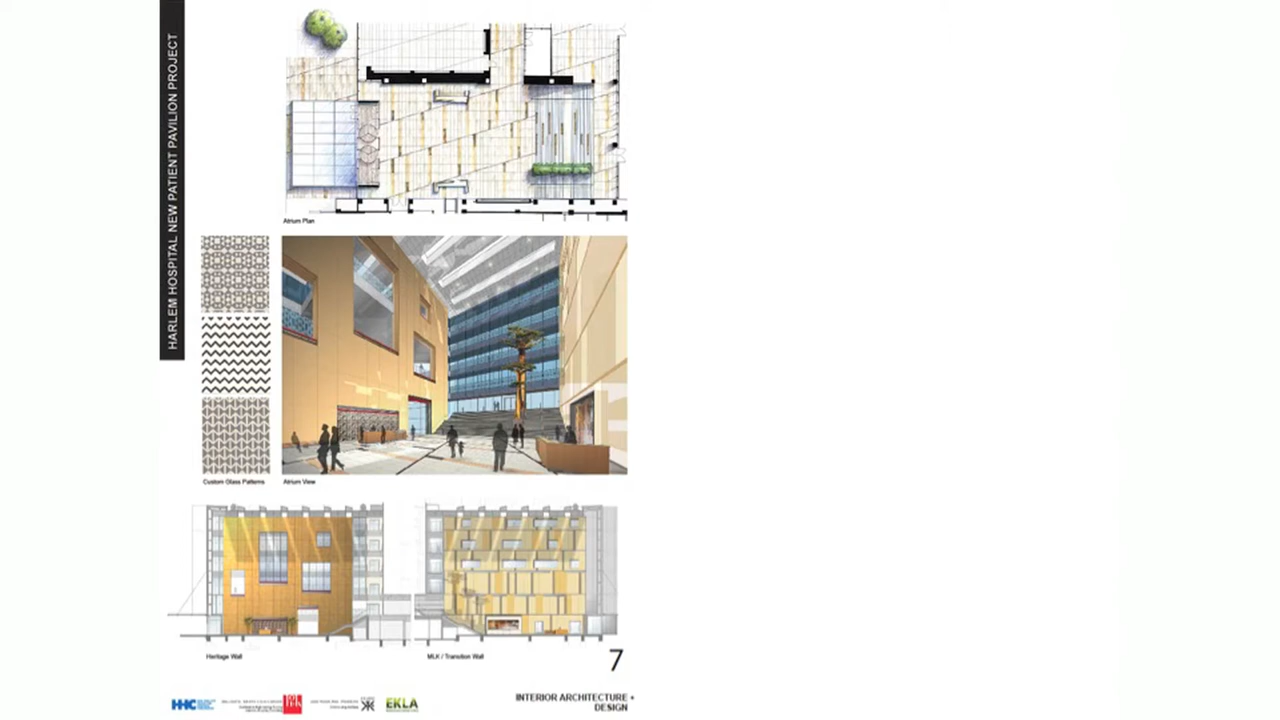 HARLEM HOSPITAL NEW PATIENT PAVILION PROJECT
Atrium Plan
Custom Glass Patterns
Atrium View
Heritage Wall
MLK / Transition Wall
7
HHC
EKLA
INTERIOR ARCHITECTURE +
DESIGN